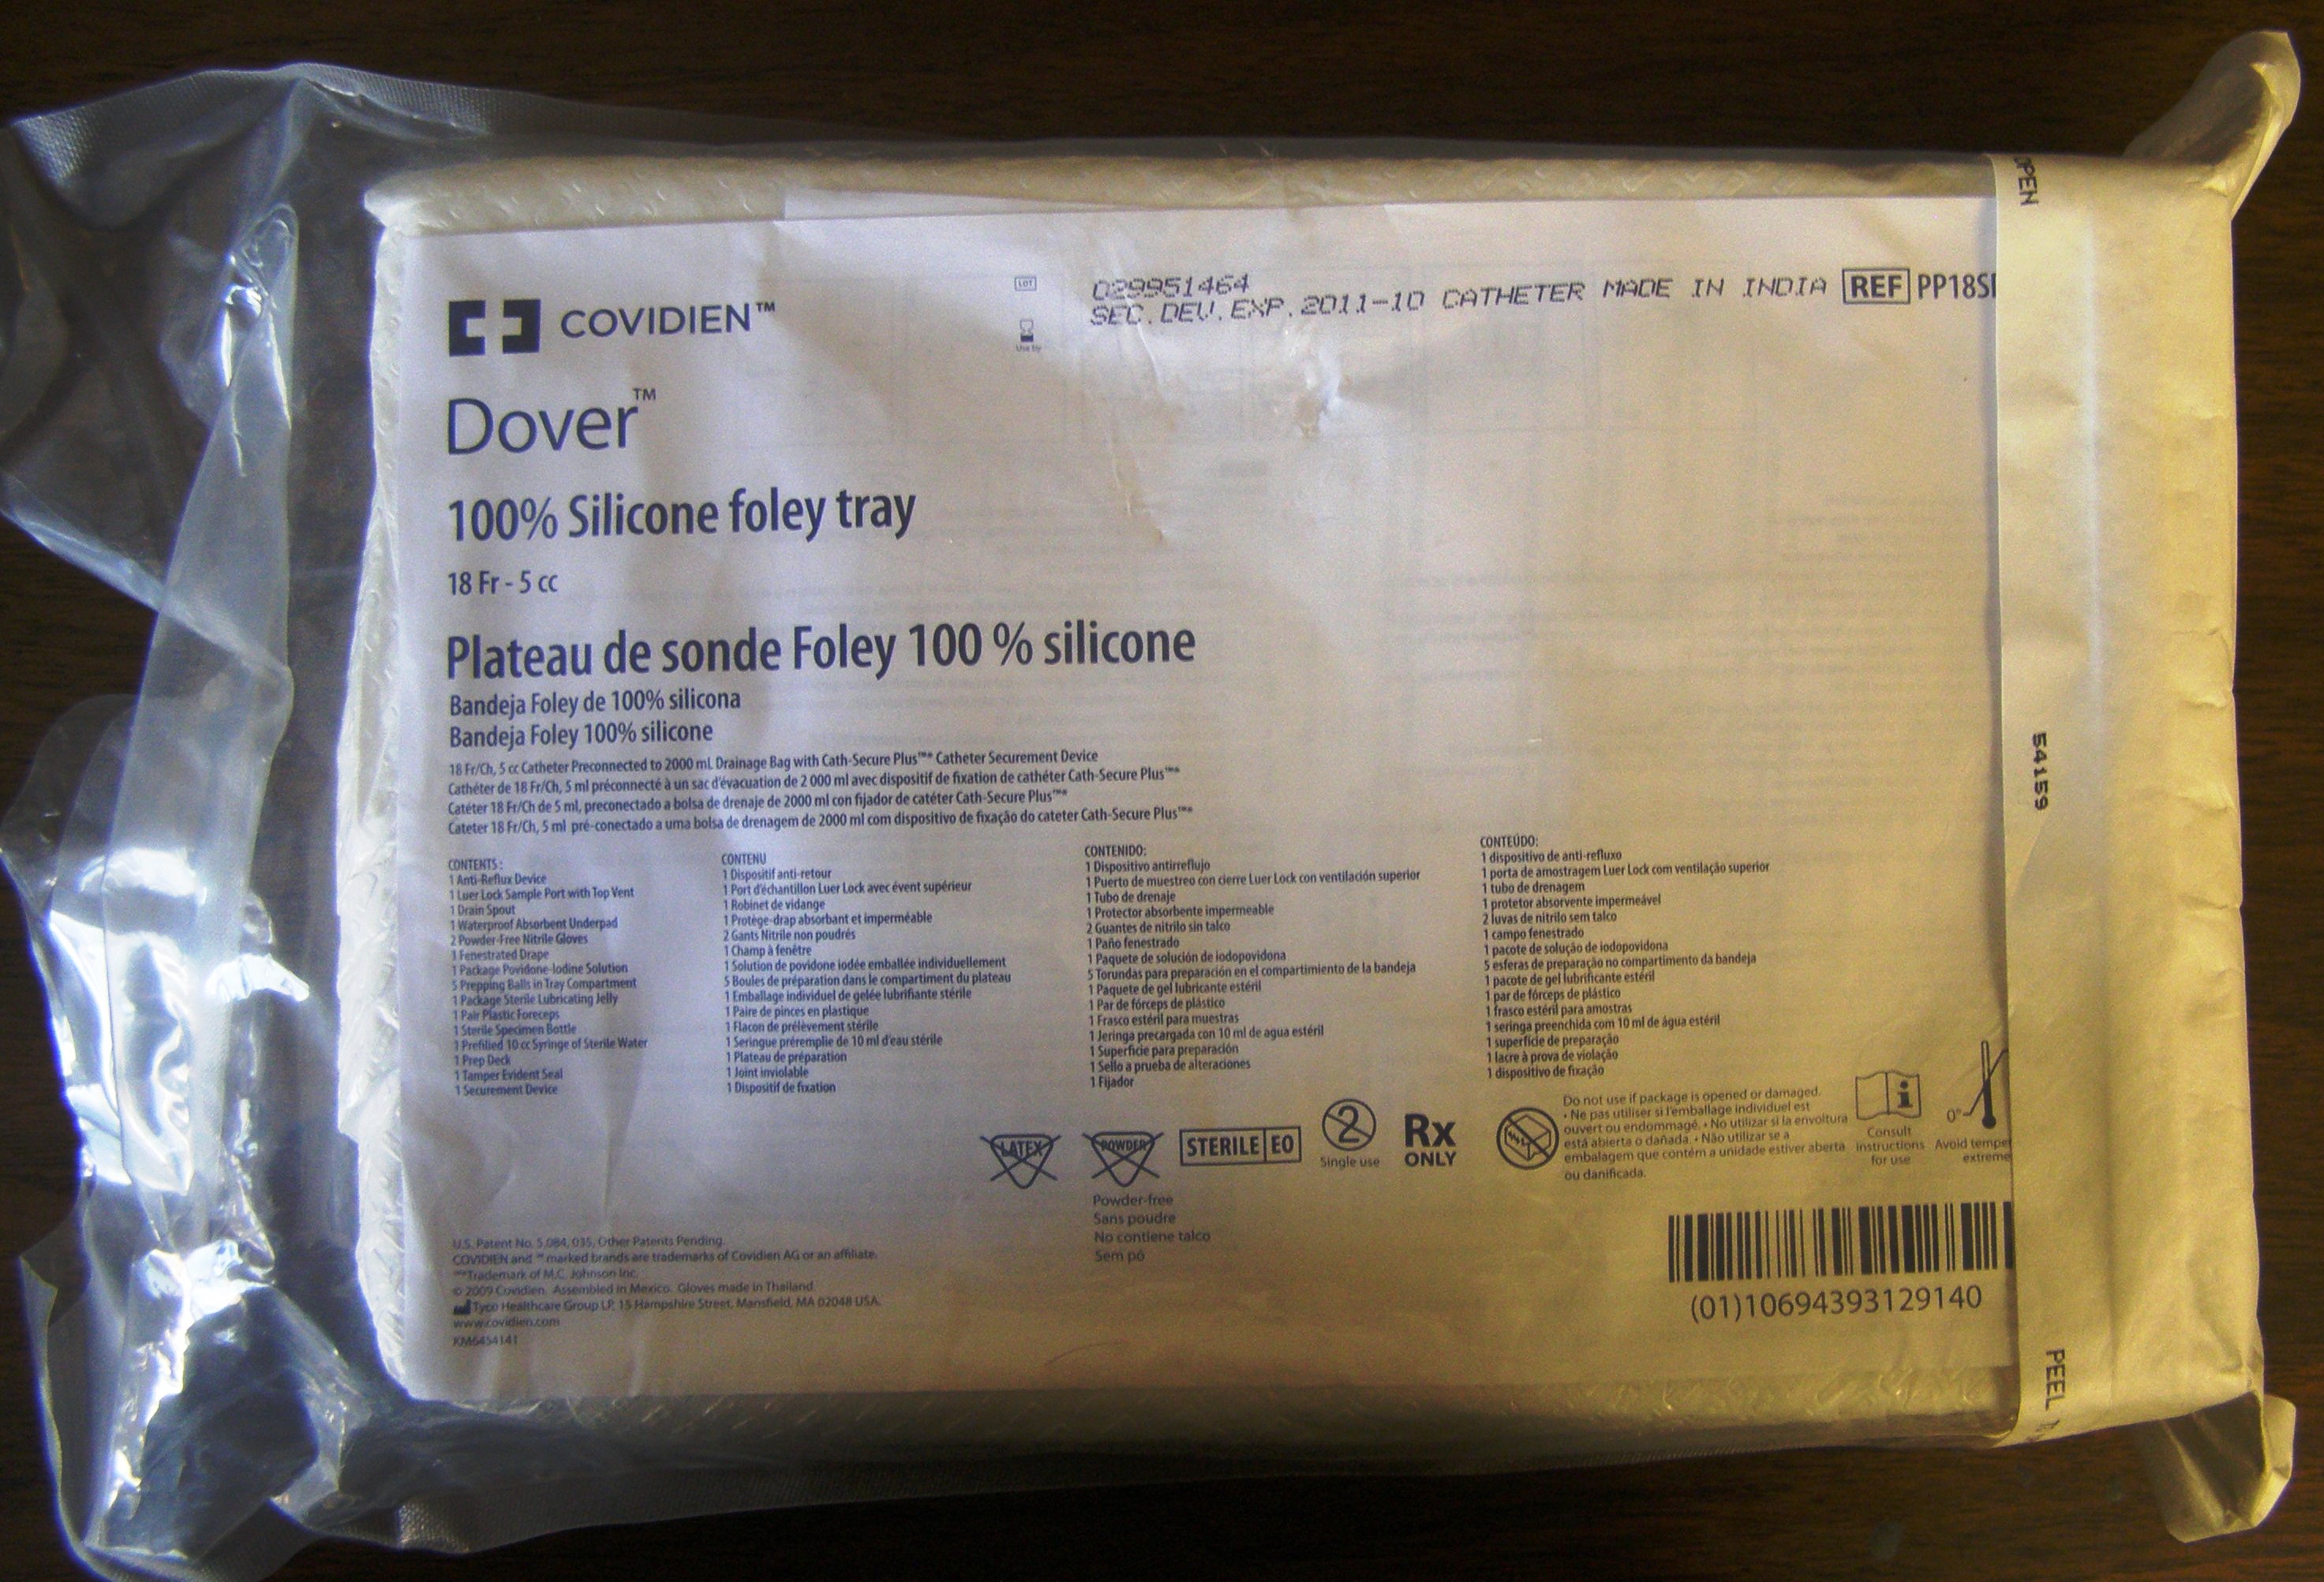 COVIDIEN™
LOT
029951464
Use by
SEC.DEV.EXP.2011-10 CATHETER MADE IN INDIA
REF PP18S
OPEN
Dover™
100% Silicone foley tray
18 Fr - 5 cc
Plateau de sonde Foley 100 % silicone
Bandeja Foley de 100% silicona
Bandeja Foley 100% silicone
18 Fr/Ch, 5 cc Catheter Preconnected to 2000 mL Drainage Bag with Cath-Secure Plus™* Catheter Securement Device
Cathéter de 18 Fr/Ch, 5 ml préconnecté à un sac d'évacuation de 2 000 ml avec dispositif de fixation de cathéter Cath-Secure Plus™*
Catéter 18 Fr/Ch de 5 ml, preconectado a bolsa de drenaje de 2000 ml con fijador de catéter Cath-Secure Plus™*
Cateter 18 Fr/Ch, 5 ml pré-conectado a uma bolsa de drenagem de 2000 ml com dispositivo de fixação do cateter Cath-Secure Plus™*
CONTENTS:
1 Anti-Reflux Device
1 Luer Lock Sample Port with Top Vent
1 Drain Spout
1 Waterproof Absorbent Underpad
2 Powder-Free Nitrile Gloves
1 Fenestrated Drape
1 Package Povidone-Iodine Solution
5 Prepping Balls in Tray Compartment
1 Package Sterile Lubricating Jelly
1 Pair Plastic Foreceps
1 Sterile Specimen Bottle
1 Prefilled 10 cc Syringe of Sterile Water
1 Prep Deck
1 Tamper Evident Seal
1 Securement Device
CONTENU
1 Dispositif anti-retour
1 Port d'échantillon Luer Lock avec évent supérieur
1 Robinet de vidange
1 Protège-drap absorbant et imperméable
2 Gants Nitrile non poudrés
1 Champ à fenêtre
1 Solution de povidone iodée emballée individuellement
5 Boules de préparation dans le compartiment du plateau
1 Emballage individuel de gelée lubrifiante stérile
1 Paire de pinces en plastique
1 Flacon de prélèvement stérile
1 Seringue préremplie de 10 ml d'eau stérile
1 Plateau de préparation
1 Joint inviolable
1 Dispositif de fixation
CONTENIDO:
1 Dispositivo antirreflujo
1 Puerto de muestreo con cierre Luer Lock con ventilación superior
1 Tubo de drenaje
1 Protector absorbente impermeable
2 Guantes de nitrilo sin talco
1 Paño fenestrado
1 Paquete de solución de iodopovidona
5 Torundas para preparación en el compartimiento de la bandeja
1 Paquete de gel lubricante estéril
1 Par de fórceps de plástico
1 Frasco estéril para muestras
1 Jeringa precargada con 10 ml de agua estéril
1 Superficie para preparación
1 Sello a prueba de alteraciones
1 Fijador
CONTEÚDO:
1 dispositivo de anti-refluxo
1 porta de amostragem Luer Lock com ventilação superior
1 tubo de drenagem
1 protetor absorvente impermeável
2 luvas de nitrilo sem talco
1 campo fenestrado
1 pacote de solução de iodopovidona
5 esferas de preparação no compartimento da bandeja
1 pacote de gel lubrificante estéril
1 par de fórceps de plástico
1 frasco estéril para amostras
1 seringa preenchida com 10 ml de água estéril
1 superfície de preparação
1 lacre à prova de violação
1 dispositivo de fixação
LATEX
POWDER
Powder-free
Sans poudre
No contiene talco
Sem pó
STERILE EO
2
Single use
Rx
ONLY
Do not use if package is opened or damaged.
• Ne pas utiliser si l'emballage individuel est
ouvert ou endommagé. • No utilizar si la envoltura
está abierta o dañada. • Não utilizar se a
embalagem que contém a unidade estiver aberta
ou danificada.
i
Consult
instructions
for use
0°
Avoid temper
extreme
U.S. Patent No. 5,084,035, Other Patents Pending.
COVIDIEN and ™ marked brands are trademarks of Covidien AG or an affiliate.
™*Trademark of M.C. Johnson Inc.
© 2009 Covidien. Assembled in Mexico. Gloves made in Thailand.
Tyco Healthcare Group LP, 15 Hampshire Street, Mansfield, MA 02048 USA.
www.covidien.com
KM6454141
(01)10694393129140
54159
PEEL